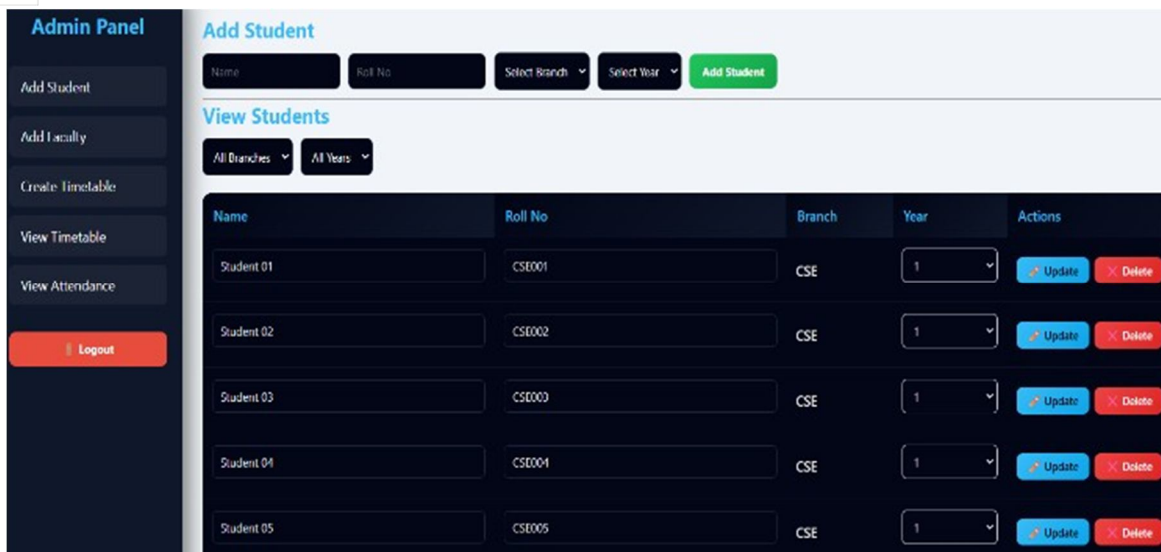 Admin Panel
Add Student
Add Faculty
Create Timetable
View Timetable
View Attendance
Logout
Add Student
Name Roll No Select Branch Select Year Add Student
View Students
All Branches All Years
Name Roll No Branch Year Actions
Student 01 CSE001 CSE 1 Update Delete
Student 02 CSE002 CSE 1 Update Delete
Student 03 CSE003 CSE 1 Update Delete
Student 04 CSE004 CSE 1 Update Delete
Student 05 CSE005 CSE 1 Update Delete